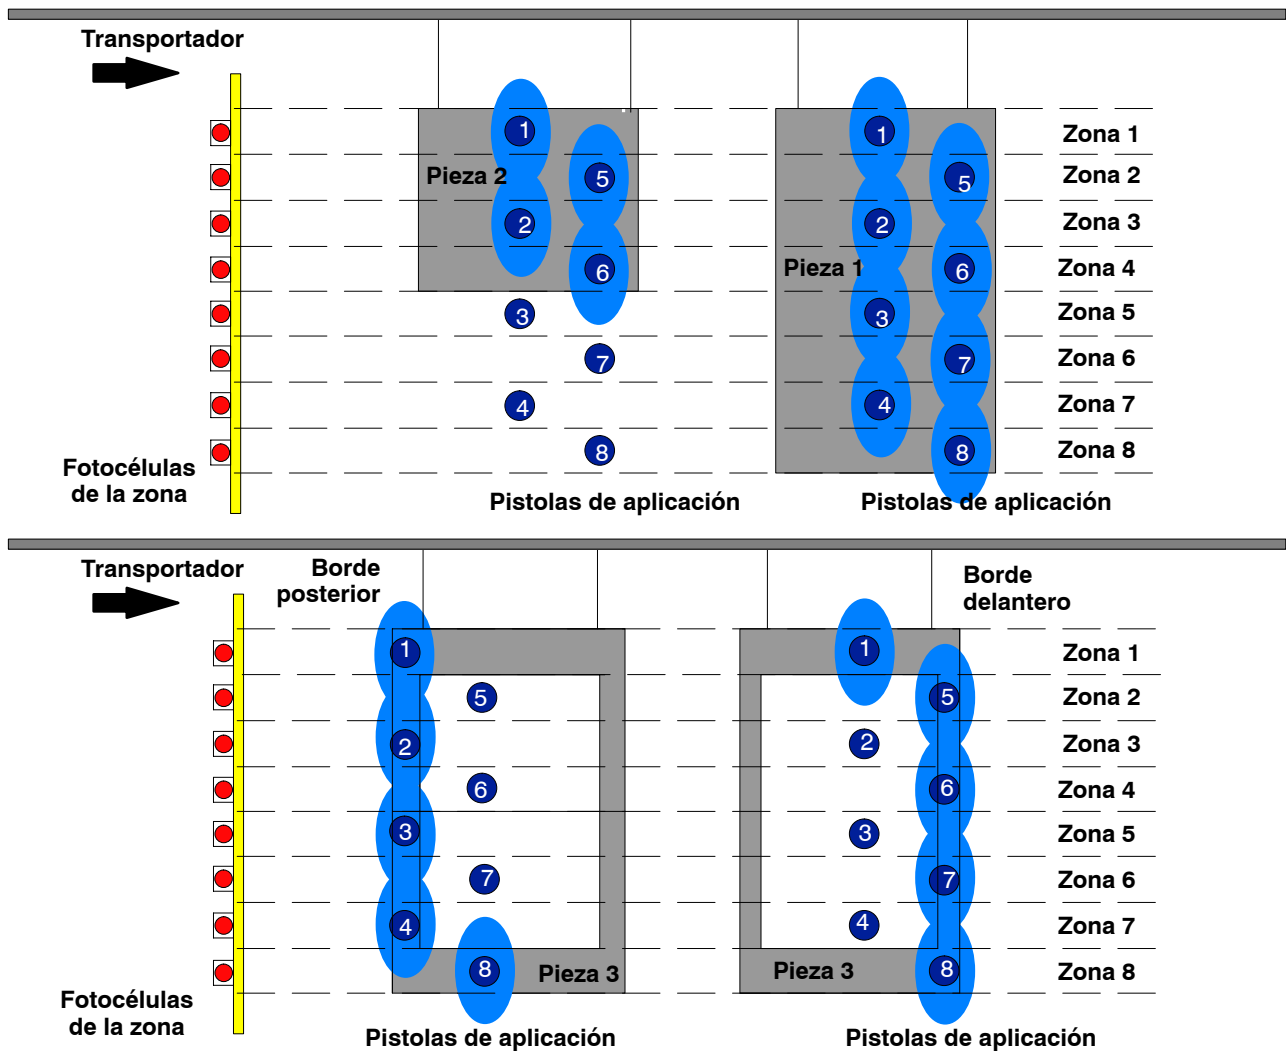 Transportador
Pieza 2
1
5
2
6
3
7
4
8
Pieza 1
1
5
2
6
3
7
4
8
Zona 1
Zona 2
Zona 3
Zona 4
Zona 5
Zona 6
Zona 7
Zona 8
Fotocélulas
de la zona
Pistolas de aplicación
Pistolas de aplicación
Transportador
Borde
posterior
Borde
delantero
1
5
2
6
3
7
4
8
Pieza 3
1
5
2
6
3
7
4
8
Pieza 3
Zona 1
Zona 2
Zona 3
Zona 4
Zona 5
Zona 6
Zona 7
Zona 8
Fotocélulas
de la zona
Pistolas de aplicación
Pistolas de aplicación